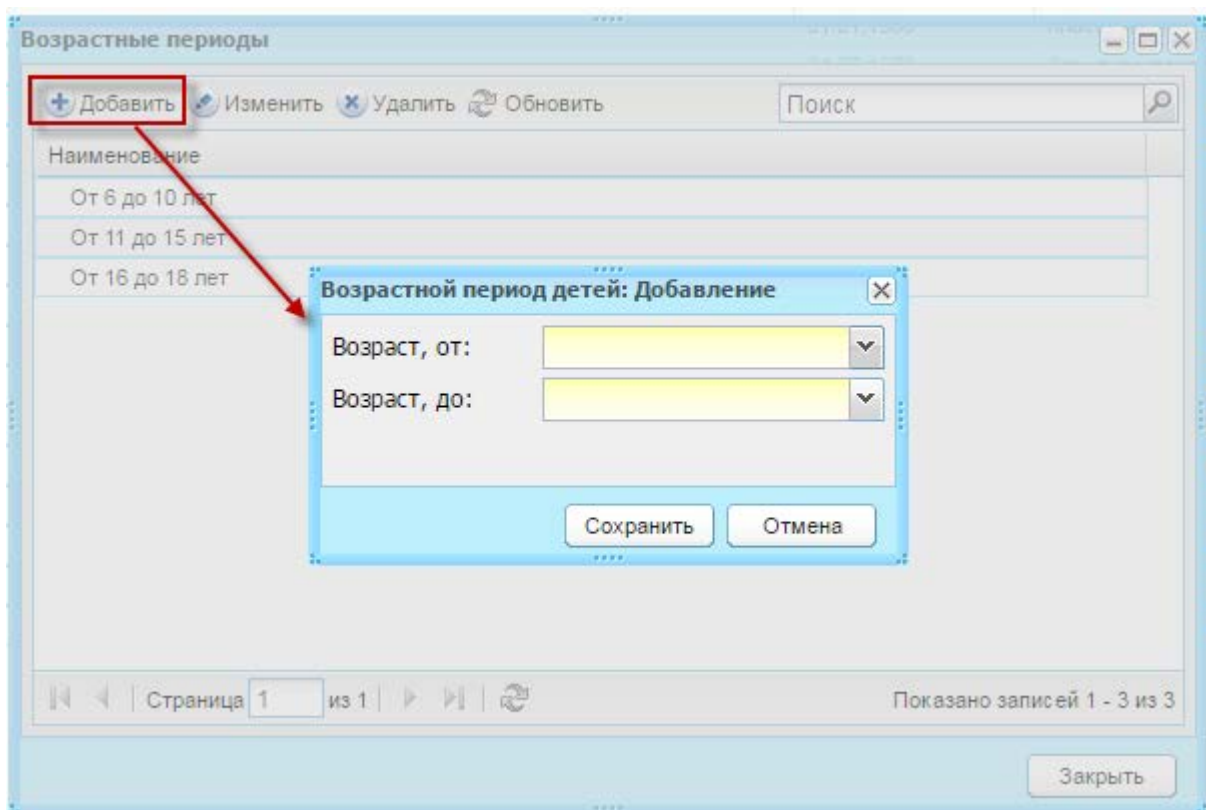 Возрастные периоды
Добавить Изменить Удалить Обновить Поиск
Наименование
От 6 до 10 лет
От 11 до 15 лет
От 16 до 18 лет
Возрастной период детей: Добавление
Возраст, от:
Возраст, до:
Сохранить Отмена
Страница 1 из 1 Показано записей 1 - 3 из 3
Закрыть